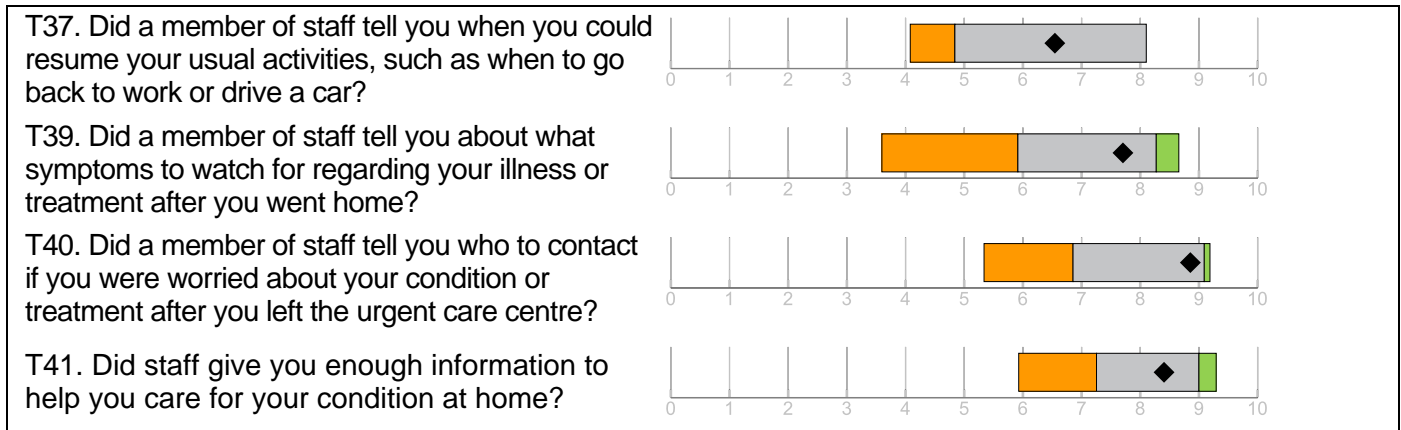 T37. Did a member of staff tell you when you could
resume your usual activities, such as when to go
back to work or drive a car?
0 1 2 3 4 5 6 7 8 9 10
T39. Did a member of staff tell you about what
symptoms to watch for regarding your illness or
treatment after you went home?
0 1 2 3 4 5 6 7 8 9 10
T40. Did a member of staff tell you who to contact
if you were worried about your condition or
treatment after you left the urgent care centre?
0 1 2 3 4 5 6 7 8 9 10
T41. Did staff give you enough information to
help you care for your condition at home?
0 1 2 3 4 5 6 7 8 9 10